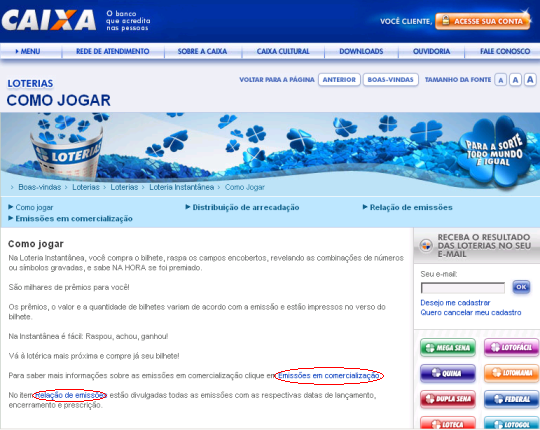 CAIXA
O banco
que acredita
nas pessoas
VOCÊ CLIENTE, ACESSE SUA CONTA
MENU REDE DE ATENDIMENTO SOBRE A CAIXA CAIXA CULTURAL DOWNLOADS OUVIDORIA FALE CONOSCO
LOTERIAS
VOLTAR PARA A PÁGINA ANTERIOR BOAS-VINDAS TAMANHO DA FONTE A A A
COMO JOGAR
LOTERIAS
PARA A SORTE
TODO MUNDO
É IGUAL
› Boas-vindas › Loterias › Loterias › Loteria Instantânea › Como Jogar
Como jogar Distribuição de arrecadação Relação de emissões
Emissões em comercialização
Como jogar
Na Loteria Instantânea, você compra o bilhete, raspa os campos encobertos, revelando as combinações de números
ou símbolos gravadas, e sabe NA HORA se foi premiado.
São milhares de prêmios para você!
Os prêmios, o valor e a quantidade de bilhetes variam de acordo com a emissão e estão impressos no verso do
bilhete.
Na Instantânea é fácil: Raspou, achou, ganhou!
Vá à lotérica mais próxima e compre já seu bilhete!
Para saber mais informações sobre as emissões em comercialização clique em Emissões em comercialização
No item Relação de emissões estão divulgadas todas as emissões com as respectivas datas de lançamento,
encerramento e prescrição.
RECEBA O RESULTADO
DAS LOTERIAS NO SEU
E-MAIL
Seu e-mail:
OK
Desejo me cadastrar
Quero cancelar meu cadastro
MEGA SENA LOTOFÁCIL
QUINA LOTOMANIA
DUPLA SENA FEDERAL
LOTECA LOTOGOL